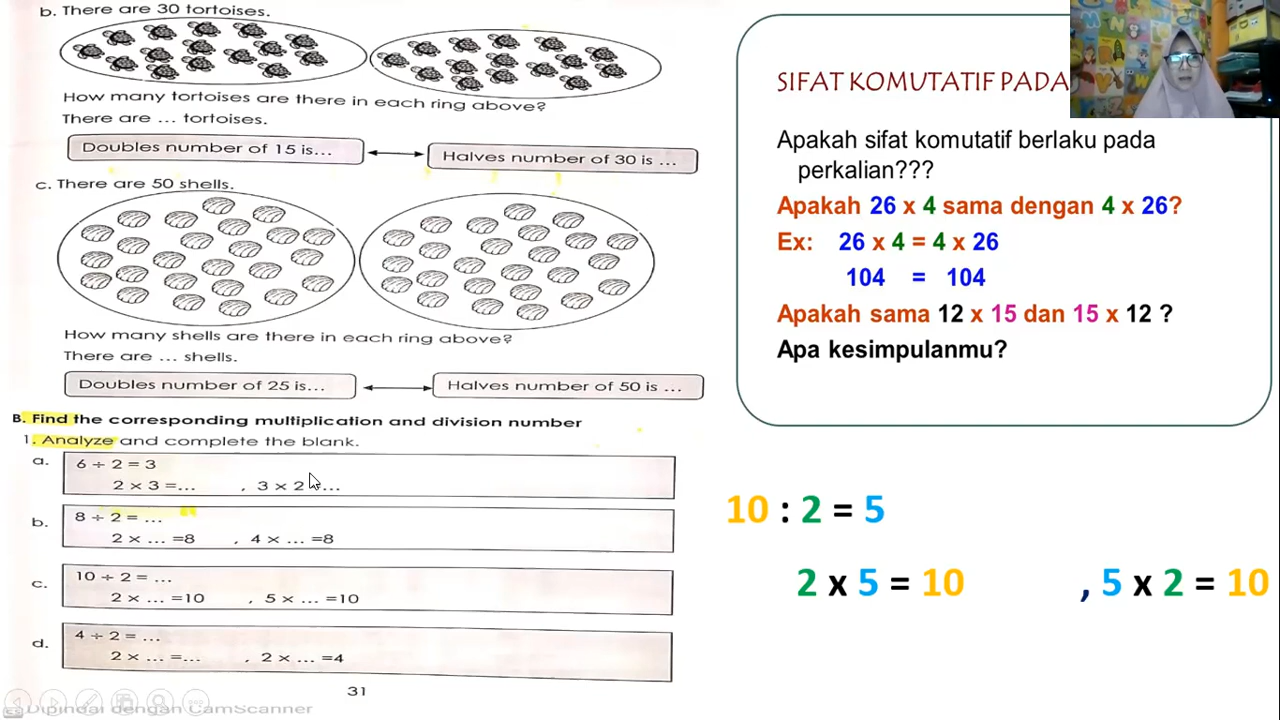 b. There are 30 tortoises.
How many tortoises are there in each ring above?
There are ... tortoises.
Doubles number of 15 is...
Halves number of 30 is ...
c. There are 50 shells.
How many shells are there in each ring above?
There are ... shells.
Doubles number of 25 is...
Halves number of 50 is ...
B. Find the corresponding multiplication and division number
1. Analyze and complete the blank.
a. 6 ÷ 2 = 3
2 x 3 =... , 3 x 2 ...
b. 8 ÷ 2 = ...
2 x ... =8 , 4 x ... =8
c. 10 ÷ 2 = ...
2 x ... =10 , 5 x ... =10
d. 4 ÷ 2 = ...
2 x ... =... , 2 x ... =4
31
Dipindai dengan CamScanner
SIFAT KOMUTATIF PADA
Apakah sifat komutatif berlaku pada
perkalian???
Apakah 26 x 4 sama dengan 4 x 26?
Ex: 26 x 4 = 4 x 26
104 = 104
Apakah sama 12 x 15 dan 15 x 12 ?
Apa kesimpulanmu?
10 : 2 = 5
2 x 5 = 10 , 5 x 2 = 10